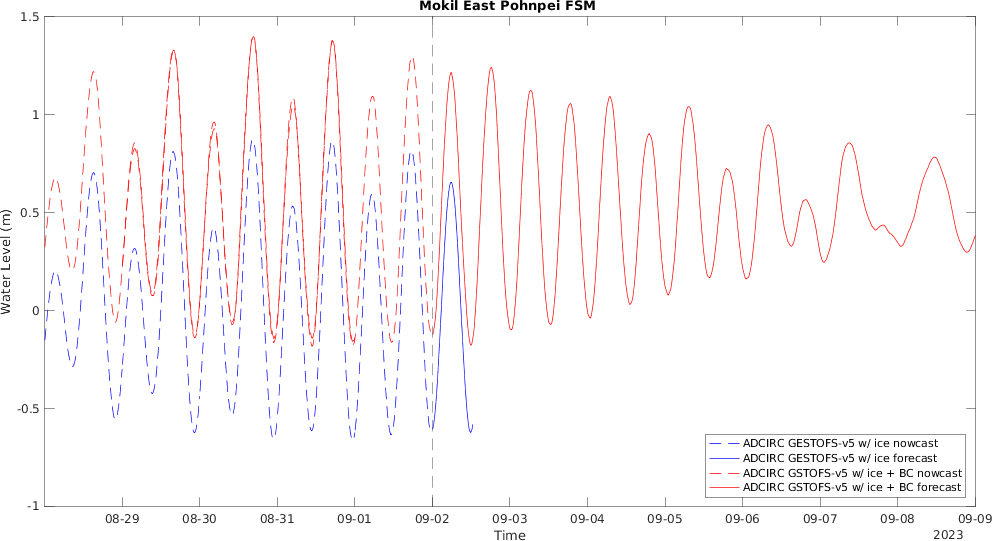 Mokil East Pohnpei FSM
1.5
1
0.5
0
-0.5
-1
Water Level (m)
ADCIRC GESTOFS-v5 w/ ice nowcast
ADCIRC GESTOFS-v5 w/ ice forecast
ADCIRC GSTOFS-v5 w/ ice + BC nowcast
ADCIRC GSTOFS-v5 w/ ice + BC forecast
08-29 08-30 08-31 09-01 09-02 09-03 09-04 09-05 09-06 09-07 09-08 09-09
Time
2023